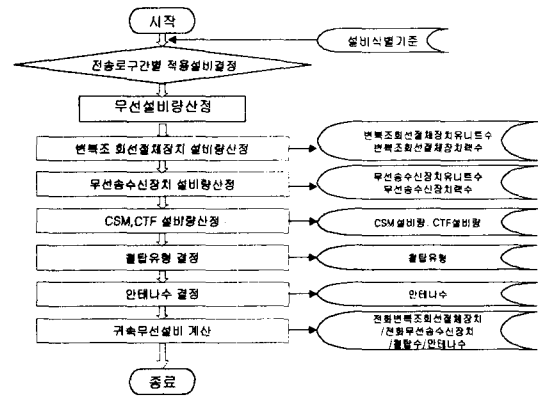 시작
설비식별기준
전송로구간별 적용설비결정
무선설비량산정
변복조 회선절체장치 설비량산정
변복조회선절체장치유니트수
변복조회선절체장치랙수
무선송수신장치 설비량산정
무선송수신장치유니트수
무선송수신장치랙수
CSM,CTF 설비량산정
CSM설비량, CTF설비량
철탑유형 결정
철탑유형
안테나수 결정
안테나수
귀속무선설비 계산
전화변복조회선절체장치
/전화무선송수신장치
/철탑수/안테나수
종료